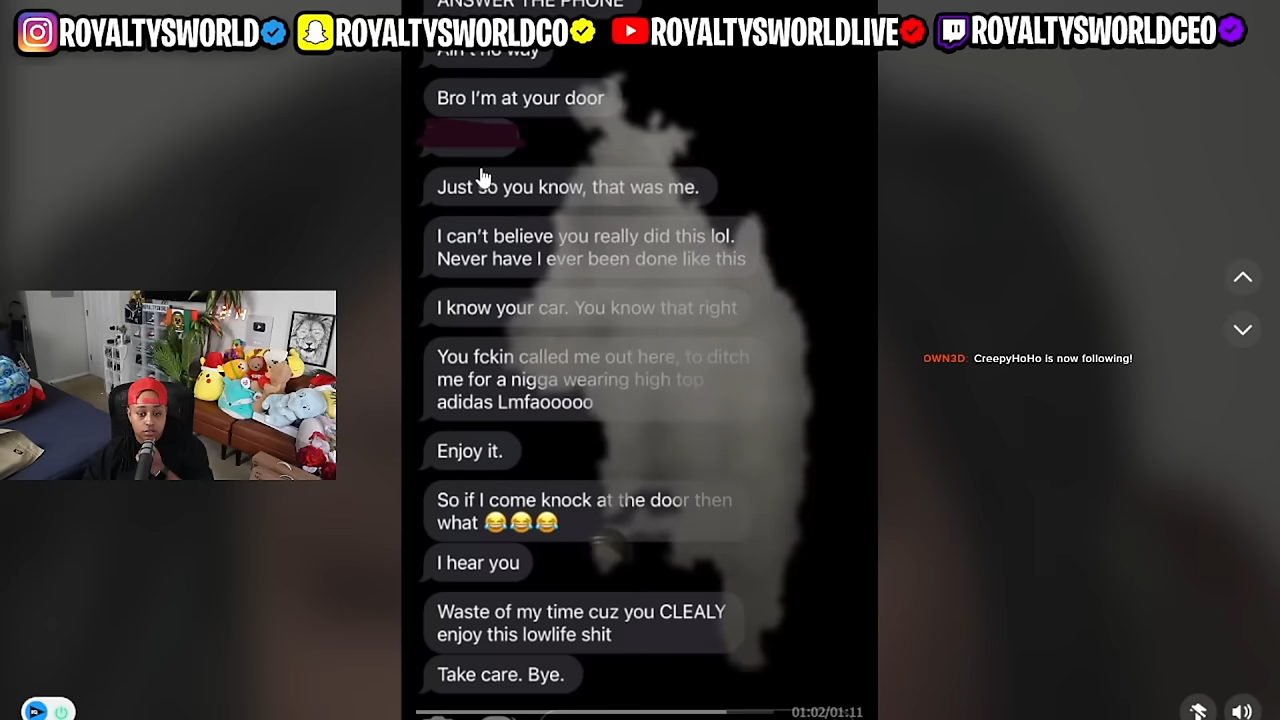 ANSWER THE PHONE
ROYALTYSWORLD ROYALTYSWORLDCO ROYALTYSWORLDLIVE ROYALTYSWORLDCEO
Ain't no way
Bro I'm at your door
Just so you know, that was me.
I can't believe you really did this lol.
Never have I ever been done like this
I know your car. You know that right
You fckin called me out here, to ditch
me for a nigga wearing high top
adidas Lmfaooooo
Enjoy it.
So if I come knock at the door then
what 😂😂😂
I hear you
Waste of my time cuz you CLEALY
enjoy this lowlife shit
Take care. Bye.
OWN3D: CreepyHoHo is now following!
01:02/01:11